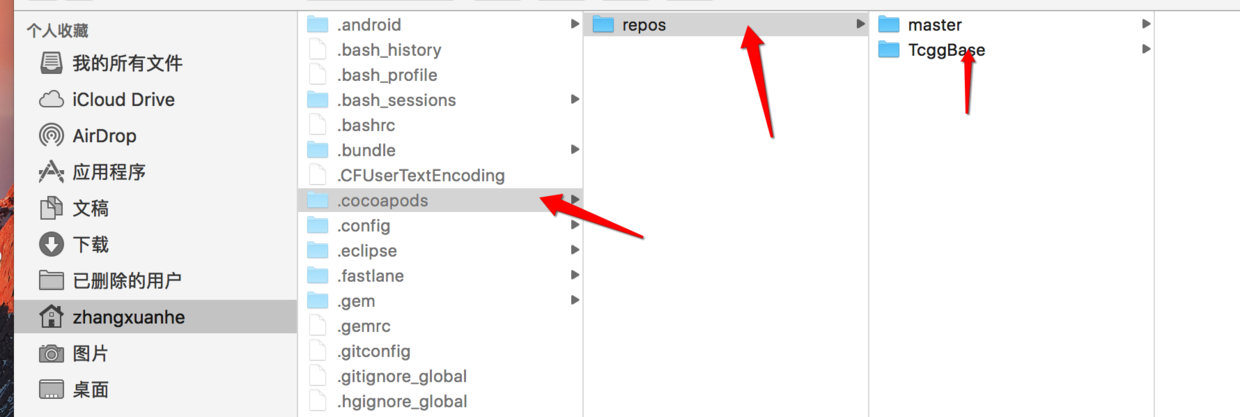 个人收藏
我的所有文件
iCloud Drive
AirDrop
应用程序
文稿
下载
已删除的用户
zhangxuanhe
图片
桌面
.android
.bash_history
.bash_profile
.bash_sessions
.bashrc
.bundle
.CFUserTextEncoding
.cocoapods
.config
.eclipse
.fastlane
.gem
.gemrc
.gitconfig
.gitignore_global
.hgignore_global
repos
master
TcggBase